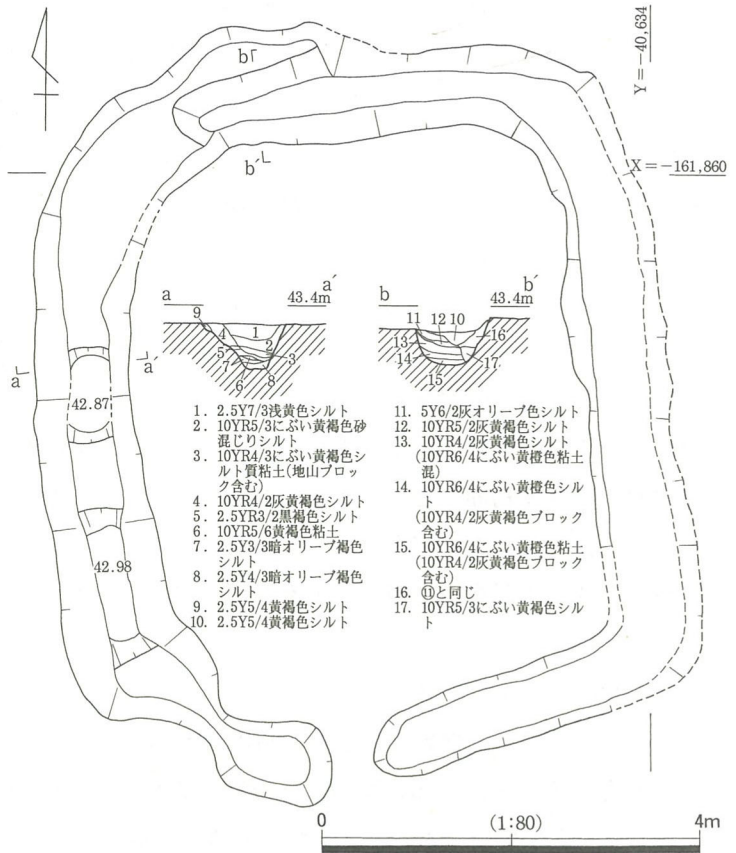 Y=-40,634
b
b´
X=-161,860
a
a´
42.87
42.98
a a´
43.4m
9
4 1
5 2
7 3
6 8
b b´
43.4m
11 12 10
16
13
14 17
15
1. 2.5Y7/3浅黄色シルト
2. 10YR5/3にぶい黄褐色砂
混じりシルト
3. 10YR4/3にぶい黄褐色シ
ルト質粘土(地山ブロッ
ク含む)
4. 10YR4/2灰黄褐色シルト
5. 2.5YR3/2黒褐色シルト
6. 10YR5/6黄褐色粘土
7. 2.5Y3/3暗オリーブ褐色
シルト
8. 2.5Y4/3暗オリーブ褐色
シルト
9. 2.5Y5/4黄褐色シルト
10. 2.5Y5/4黄褐色シルト
11. 5Y6/2灰オリーブ色シルト
12. 10YR5/2灰黄褐色シルト
13. 10YR4/2灰黄褐色シルト
(10YR6/4にぶい黄橙色粘土
混)
14. 10YR6/4にぶい黄橙色シル
ト
(10YR4/2灰黄褐色ブロック
含む)
15. 10YR6/4にぶい黄橙色粘土
(10YR4/2灰黄褐色ブロック
含む)
16. ⑪と同じ
17. 10YR5/3にぶい黄褐色シル
ト
0 (1:80) 4m